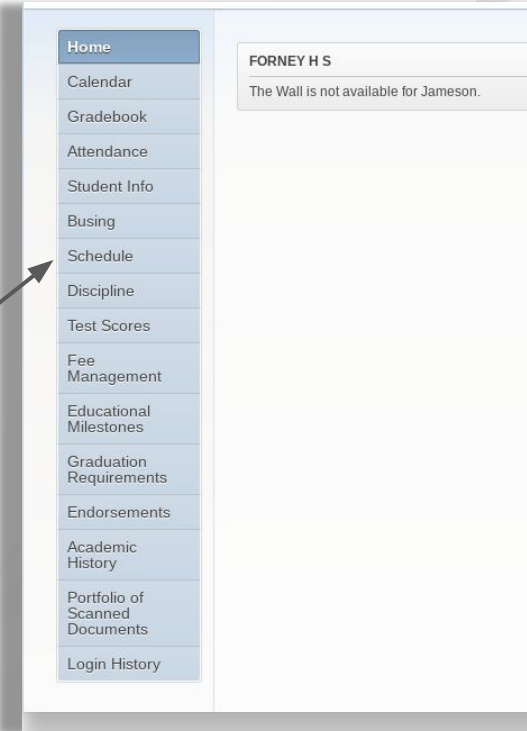 Home
Calendar
Gradebook
Attendance
Student Info
Busing
Schedule
Discipline
Test Scores
Fee
Management
Educational
Milestones
Graduation
Requirements
Endorsements
Academic
History
Portfolio of
Scanned
Documents
Login History
FORNEY H S
The Wall is not available for Jameson.